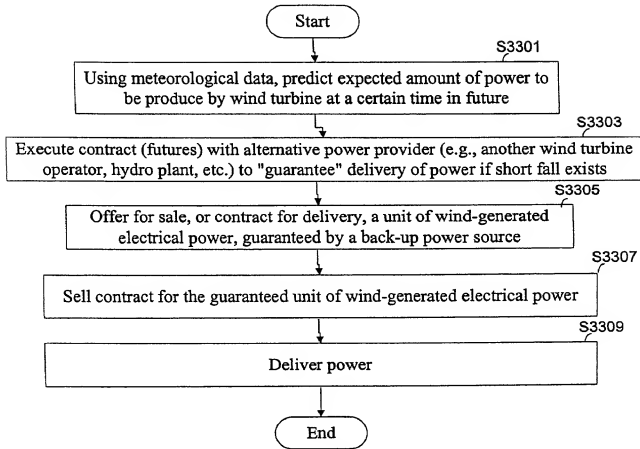 Start
S3301
Using meteorological data, predict expected amount of power to
be produce by wind turbine at a certain time in future
S3303
Execute contract (futures) with alternative power provider (e.g., another wind turbine
operator, hydro plant, etc.) to "guarantee" delivery of power if short fall exists
S3305
Offer for sale, or contract for delivery, a unit of wind-generated
electrical power, guaranteed by a back-up power source
S3307
Sell contract for the guaranteed unit of wind-generated electrical power
S3309
Deliver power
End